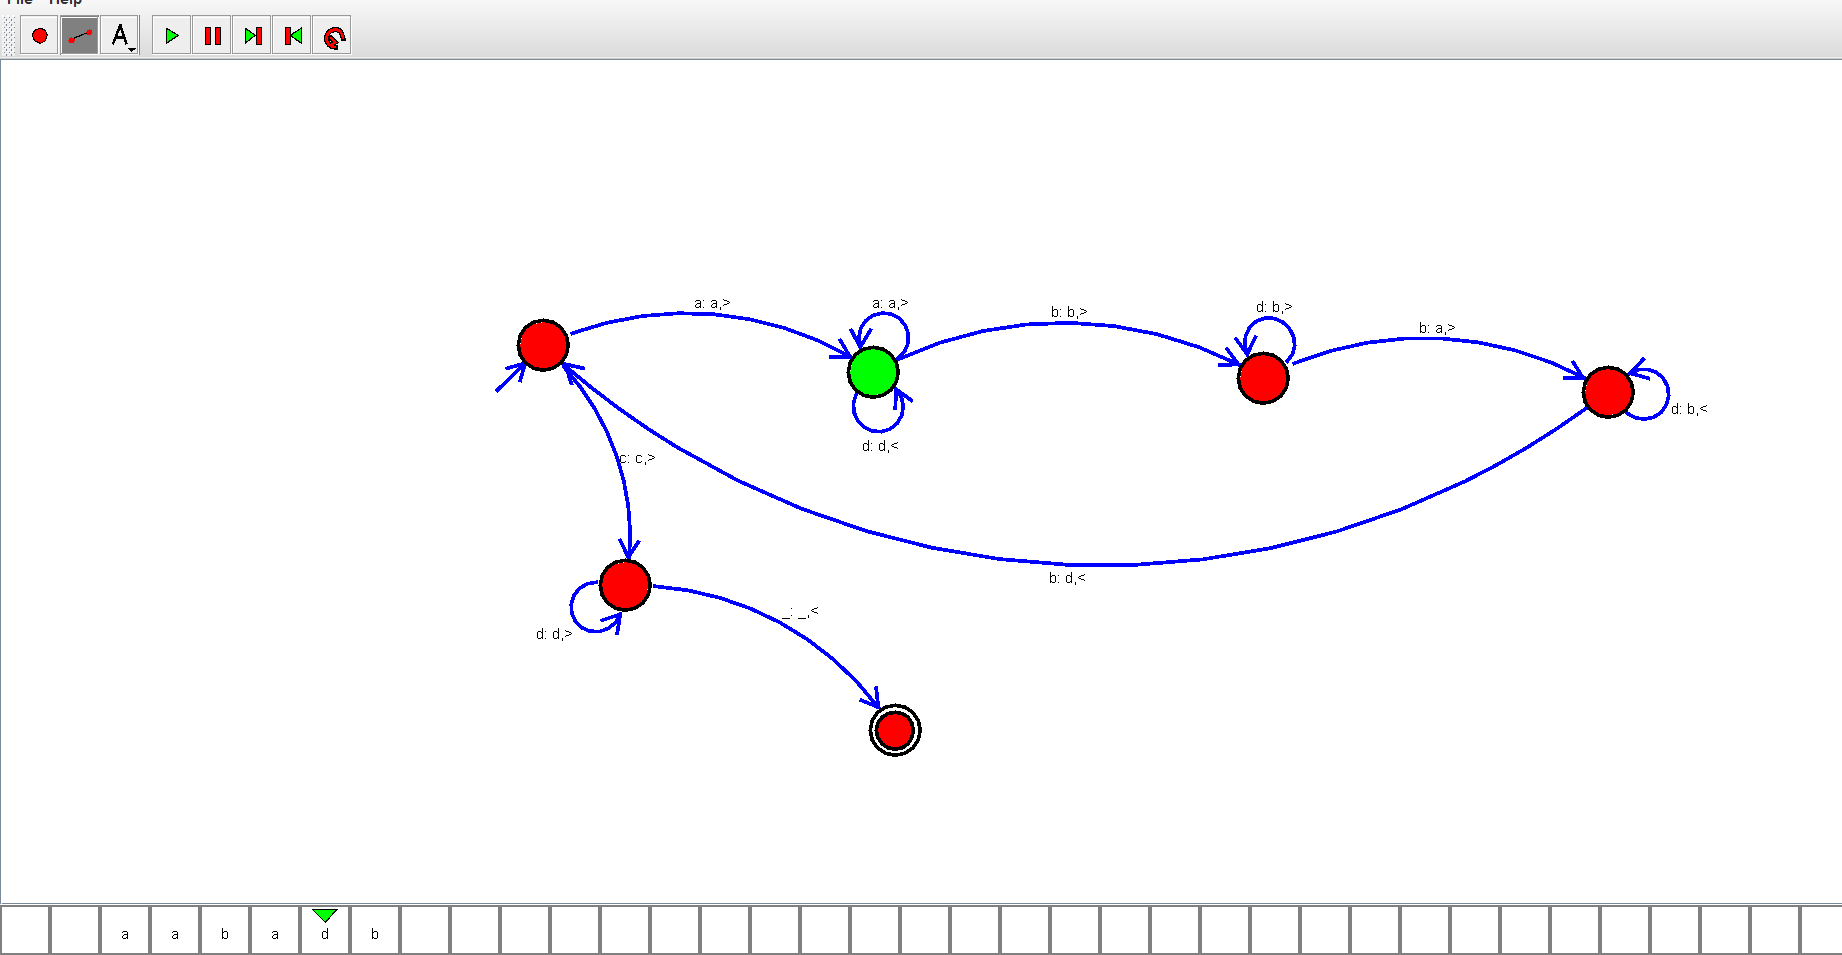 File Help
A
a: a,>
a: a,>
b: b,>
d: b,>
b: a,>
d: b,<
d: d,<
c: c,>
b: d,<
_: _,<
d: d,>
a a b a d b